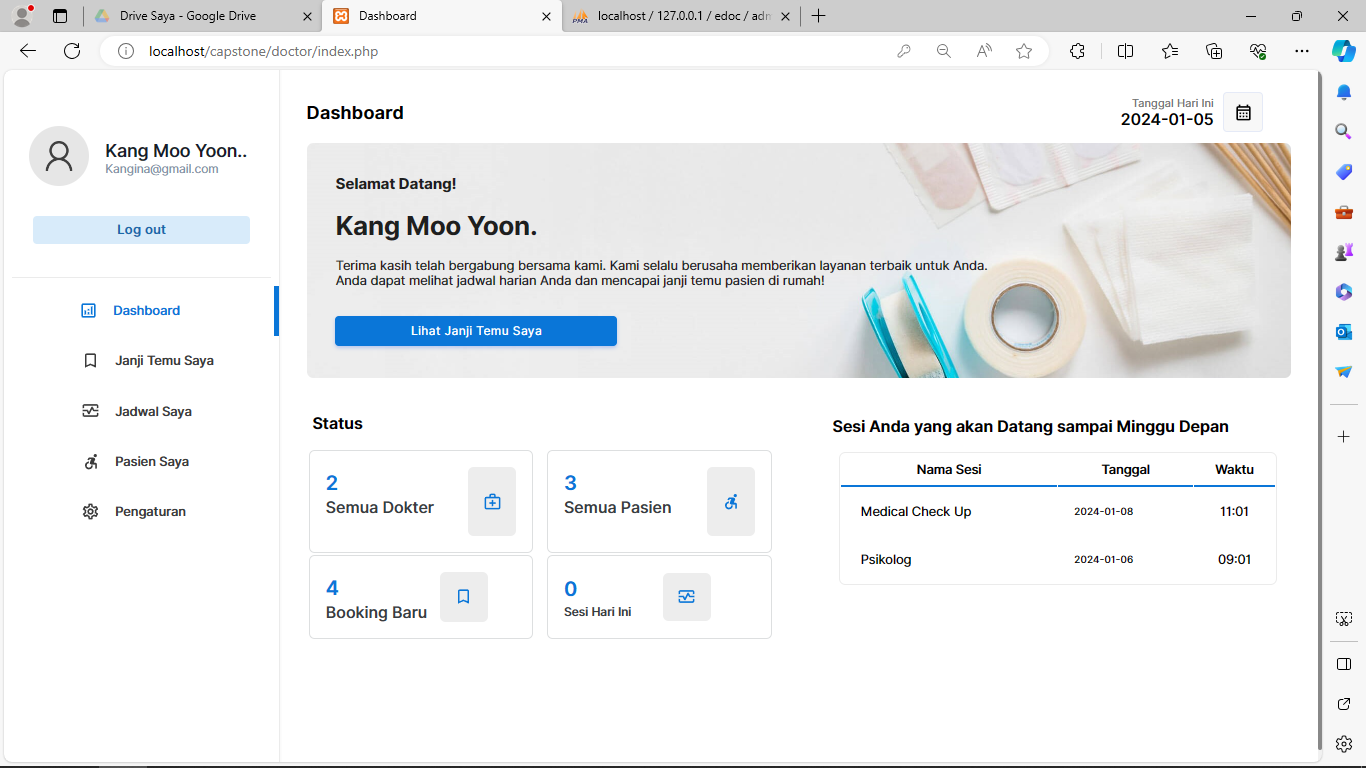 Drive Saya - Google Drive
Dashboard
localhost / 127.0.0.1 / edoc / adm
localhost/capstone/doctor/index.php
Kang Moo Yoon..
Kangina@gmail.com
Log out
Dashboard
Janji Temu Saya
Jadwal Saya
Pasien Saya
Pengaturan
Dashboard
Tanggal Hari Ini
2024-01-05
Selamat Datang!
Kang Moo Yoon.
Terima kasih telah bergabung bersama kami. Kami selalu berusaha memberikan layanan terbaik untuk Anda.
Anda dapat melihat jadwal harian Anda dan mencapai janji temu pasien di rumah!
Lihat Janji Temu Saya
Status
2
Semua Dokter
3
Semua Pasien
4
Booking Baru
0
Sesi Hari Ini
Sesi Anda yang akan Datang sampai Minggu Depan
Nama Sesi Tanggal Waktu
Medical Check Up 2024-01-08 11:01
Psikolog 2024-01-06 09:01